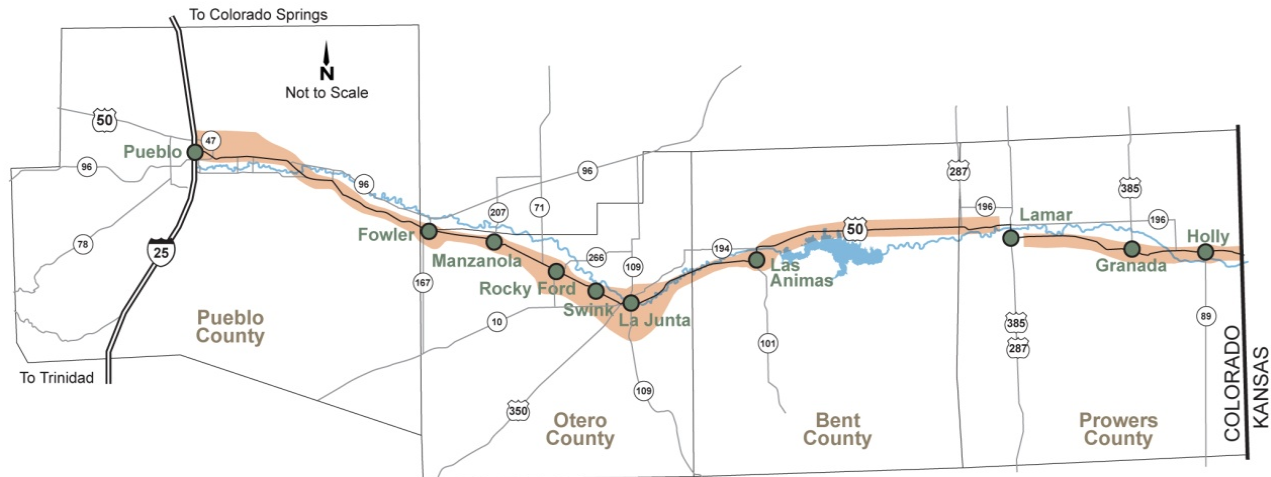 To Colorado Springs
N
Not to Scale
50
47
Pueblo
96
96
96
78
25
207
71
Fowler
Manzanola
266
109
Rocky Ford
Swink
La Junta
167
10
194
Las
Animas
50
287
196
Lamar
385
196
Holly
Granada
Pueblo
County
To Trinidad
350
109
101
385
287
89
Otero
County
Bent
County
Prowers
County
COLORADO
KANSAS